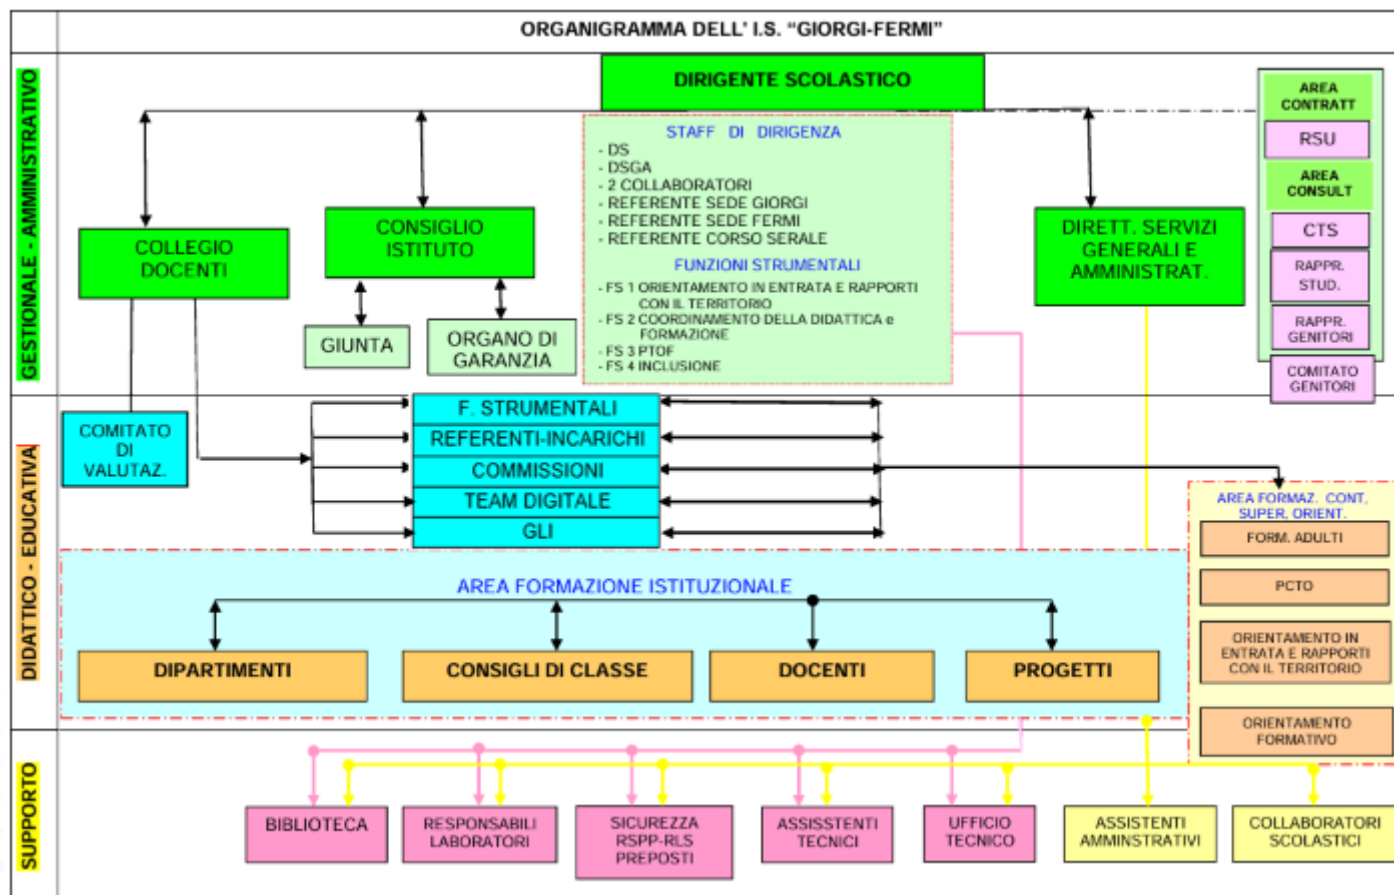 ORGANIGRAMMA DELL' I.S. “GIORGI-FERMI”
GESTIONALE - AMMINISTRATIVO
DIRIGENTE SCOLASTICO
STAFF DI DIRIGENZA
- DS
- DSGA
- 2 COLLABORATORI
- REFERENTE SEDE GIORGI
- REFERENTE SEDE FERMI
- REFERENTE CORSO SERALE
FUNZIONI STRUMENTALI
- FS 1 ORIENTAMENTO IN ENTRATA E RAPPORTI
CON IL TERRITORIO
- FS 2 COORDINAMENTO DELLA DIDATTICA e
FORMAZIONE
- FS 3 PTOF
- FS 4 INCLUSIONE
COLLEGIO
DOCENTI
CONSIGLIO
ISTITUTO
GIUNTA
ORGANO DI
GARANZIA
DIRETT. SERVIZI
GENERALI E
AMMINISTRAT.
AREA
CONTRATT
RSU
AREA
CONSULT
CTS
RAPPR.
STUD.
RAPPR.
GENITORI
COMITATO
GENITORI
DIDATTICO - EDUCATIVA
COMITATO
DI
VALUTAZ.
F. STRUMENTALI
REFERENTI-INCARICHI
COMMISSIONI
TEAM DIGITALE
GLI
AREA FORMAZ. CONT,
SUPER, ORIENT.
FORM. ADULTI
PCTO
ORIENTAMENTO IN
ENTRATA E RAPPORTI
CON IL TERRITORIO
ORIENTAMENTO
FORMATIVO
AREA FORMAZIONE ISTITUZIONALE
DIPARTIMENTI
CONSIGLI DI CLASSE
DOCENTI
PROGETTI
SUPPORTO
BIBLIOTECA
RESPONSABILI
LABORATORI
SICUREZZA
RSPP-RLS
PREPOSTI
ASSISSTENTI
TECNICI
UFFICIO
TECNICO
ASSISTENTI
AMMINSTRATIVI
COLLABORATORI
SCOLASTICI